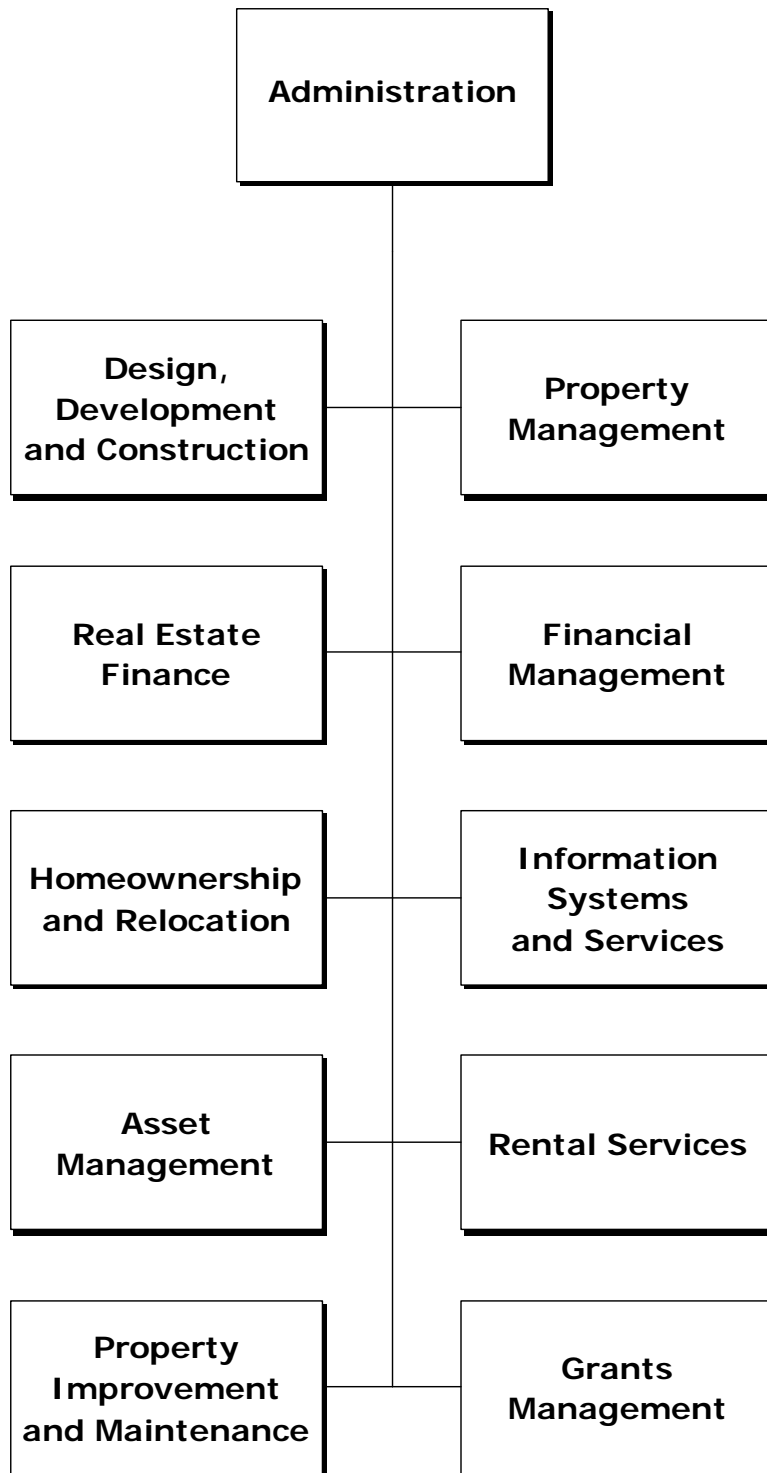 Administration
Design,
Development
and Construction
Property
Management
Real Estate
Finance
Financial
Management
Homeownership
and Relocation
Information
Systems
and Services
Asset
Management
Rental Services
Property
Improvement
and Maintenance
Grants
Management